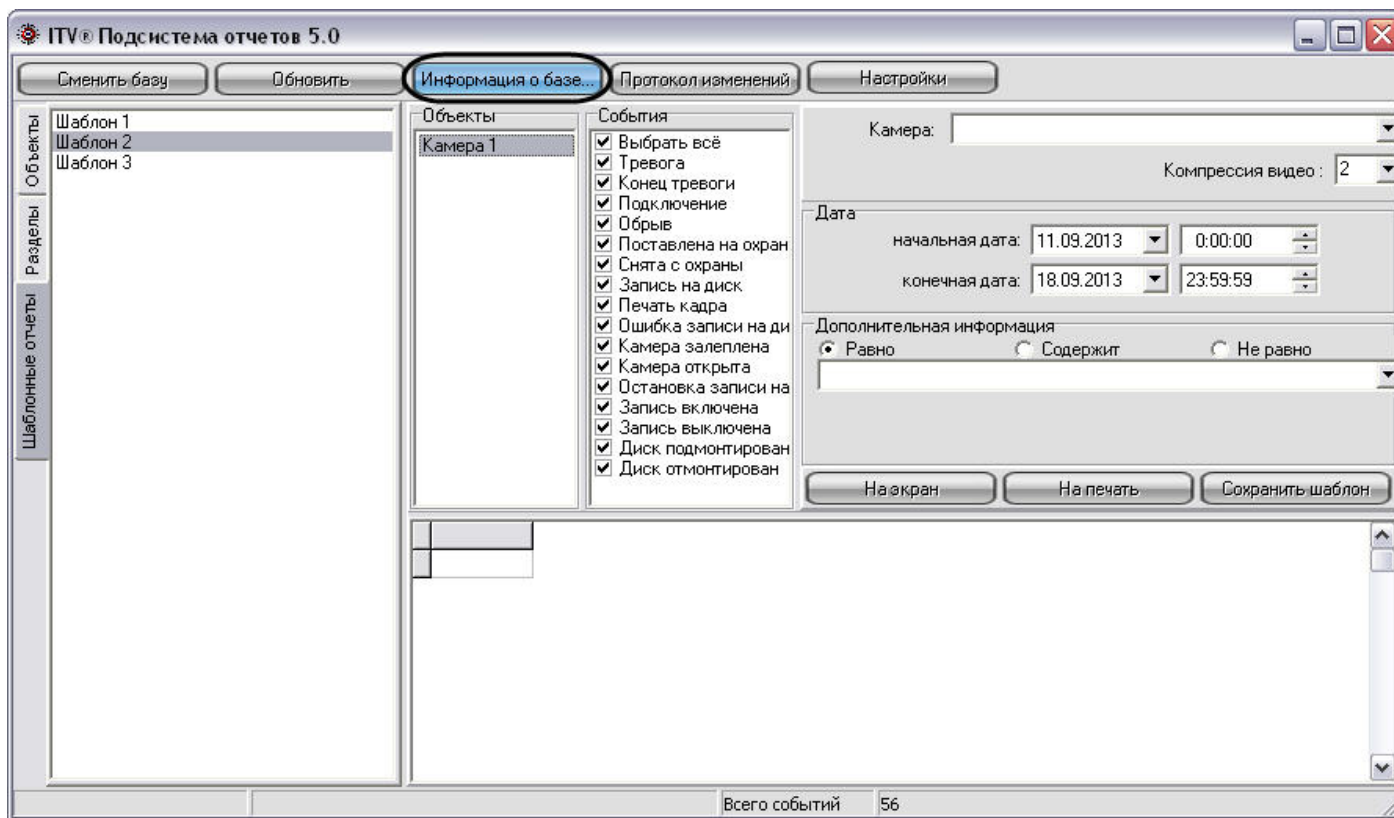 ITV® Подсистема отчетов 5.0
Сменить базу
Обновить
Информация о базе...
Протокол изменений
Настройки
Объекты
Разделы
Шаблонные отчеты
Шаблон 1
Шаблон 2
Шаблон 3
Объекты
Камера 1
События
Выбрать всё
Тревога
Конец тревоги
Подключение
Обрыв
Поставлена на охран
Снята с охраны
Запись на диск
Печать кадра
Ошибка записи на ди
Камера залеплена
Камера открыта
Остановка записи на
Запись включена
Запись выключена
Диск подмонтирован
Диск отмонтирован
Камера:
Компрессия видео : 2
Дата
начальная дата: 11.09.2013 0:00:00
конечная дата: 18.09.2013 23:59:59
Дополнительная информация
Равно Содержит Не равно
На экран
На печать
Сохранить шаблон
Всего событий 56